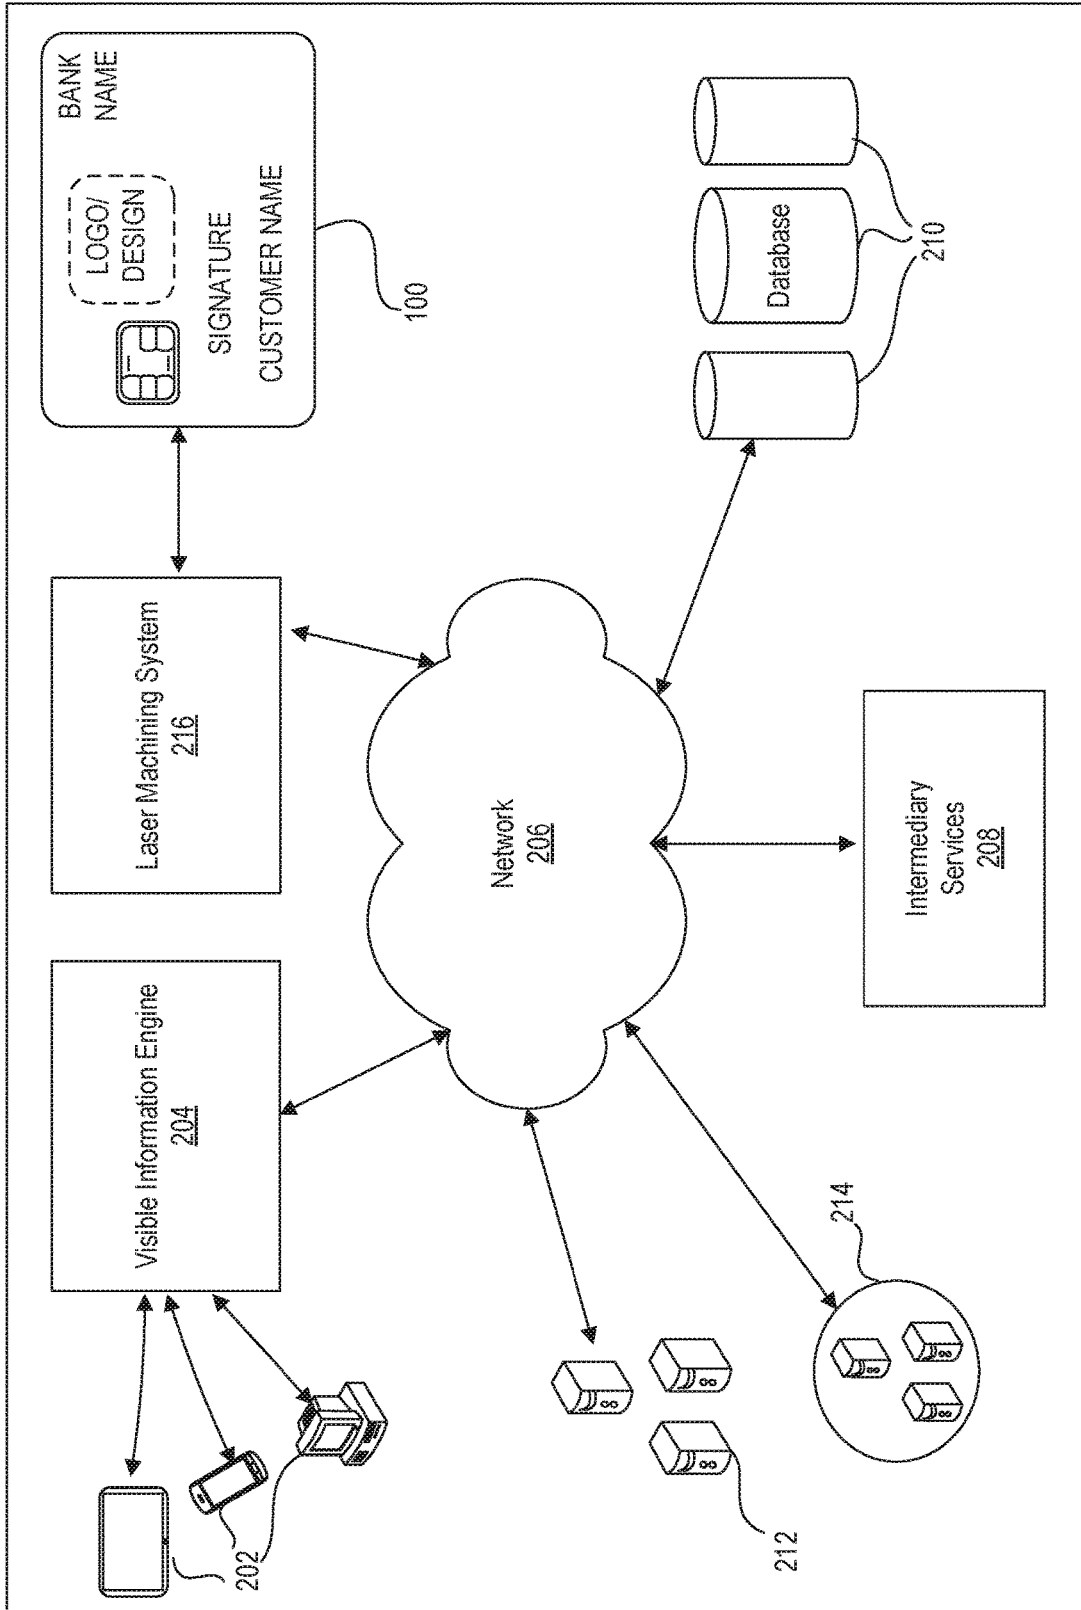 202
Visible Information Engine
204
Laser Machining System
216
LOGO/
DESIGN
BANK
NAME
SIGNATURE
CUSTOMER NAME
100
Network
206
Database
210
212
214
Intermediary
Services
208